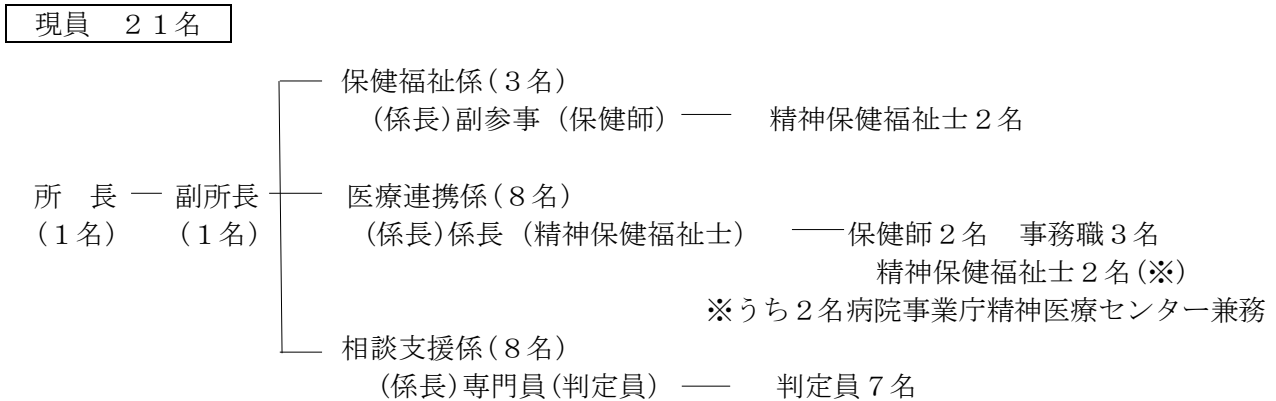 現員 ２１名
保健福祉係(３名)
(係長)副参事（保健師） 精神保健福祉士２名
所 長 副所長 医療連携係(８名)
(１名) (１名) (係長)係長（精神保健福祉士） 保健師２名 事務職３名
精神保健福祉士２名(※)
※うち２名病院事業庁精神医療センター兼務
相談支援係(８名)
(係長)専門員(判定員) 判定員７名